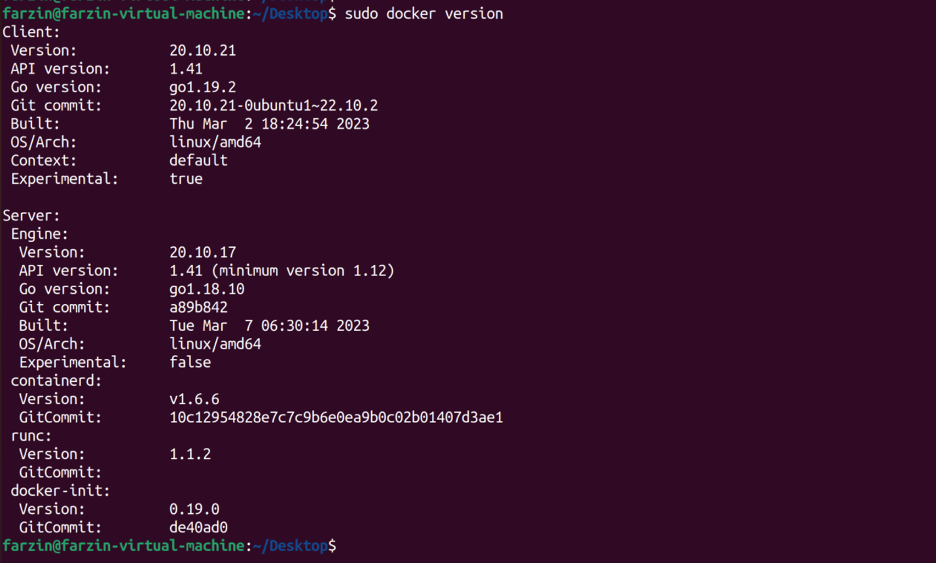 farzin@farzin-virtual-machine:~/Desktop$ sudo docker version
Client:
 Version:           20.10.21
 API version:       1.41
 Go version:        go1.19.2
 Git commit:        20.10.21-0ubuntu1~22.10.2
 Built:             Thu Mar  2 18:24:54 2023
 OS/Arch:           linux/amd64
 Context:           default
 Experimental:      true

Server:
 Engine:
  Version:          20.10.17
  API version:      1.41 (minimum version 1.12)
  Go version:       go1.18.10
  Git commit:       a89b842
  Built:            Tue Mar  7 06:30:14 2023
  OS/Arch:          linux/amd64
  Experimental:     false
 containerd:
  Version:          v1.6.6
  GitCommit:        10c12954828e7c7c9b6e0ea9b0c02b01407d3ae1
 runc:
  Version:          1.1.2
  GitCommit:
 docker-init:
  Version:          0.19.0
  GitCommit:        de40ad0
farzin@farzin-virtual-machine:~/Desktop$